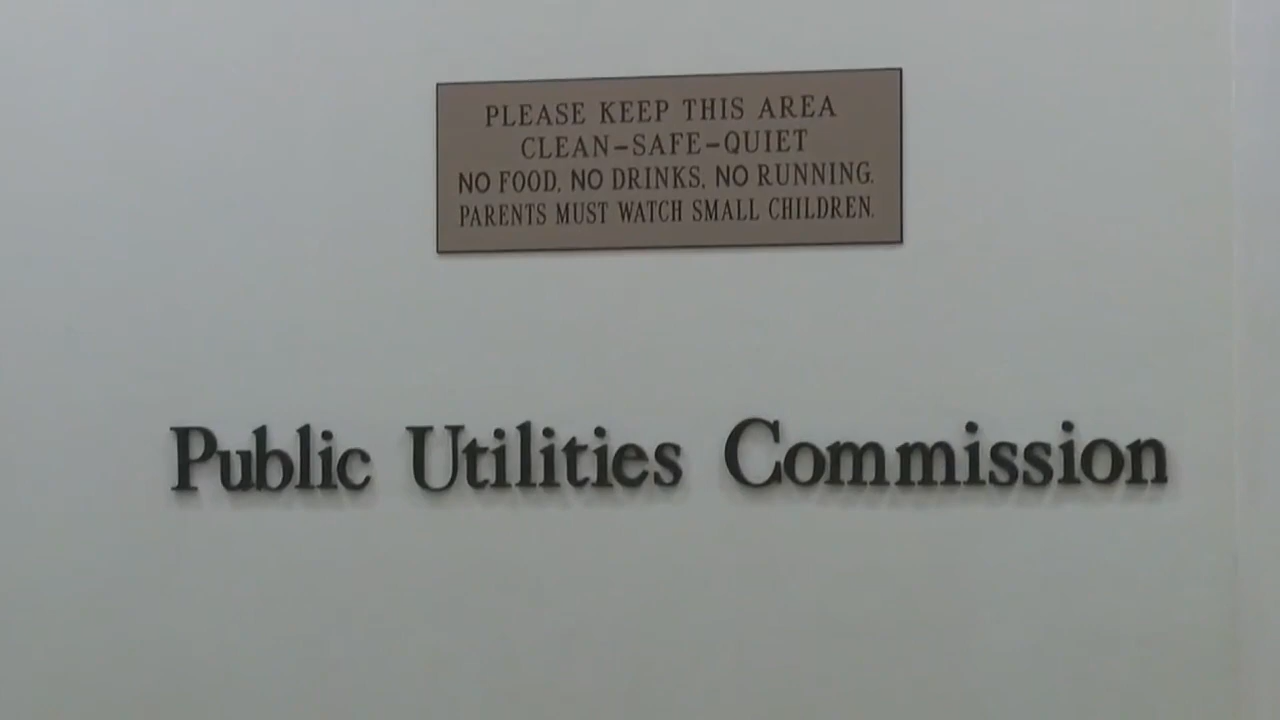 PLEASE KEEP THIS AREA
CLEAN–SAFE–QUIET
NO FOOD, NO DRINKS, NO RUNNING.
PARENTS MUST WATCH SMALL CHILDREN.
Public Utilities Commission